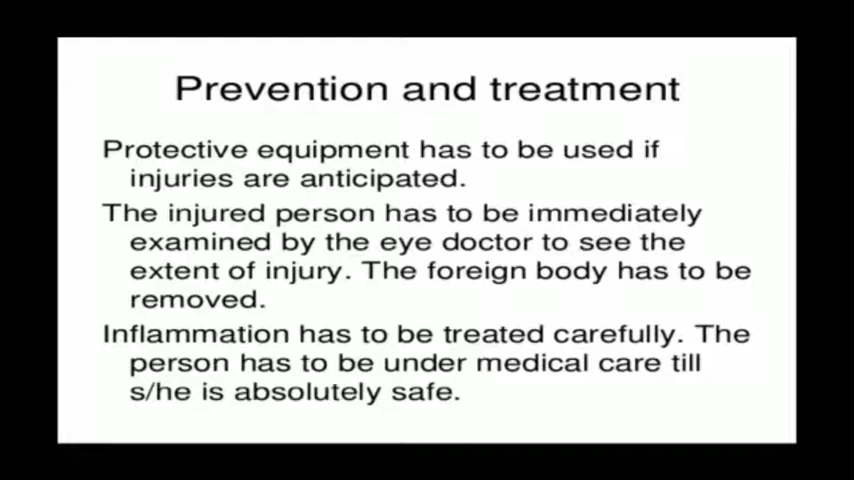 Prevention and treatment
Protective equipment has to be used if
injuries are anticipated.
The injured person has to be immediately
examined by the eye doctor to see the
extent of injury. The foreign body has to be
removed.
Inflammation has to be treated carefully. The
person has to be under medical care till
s/he is absolutely safe.